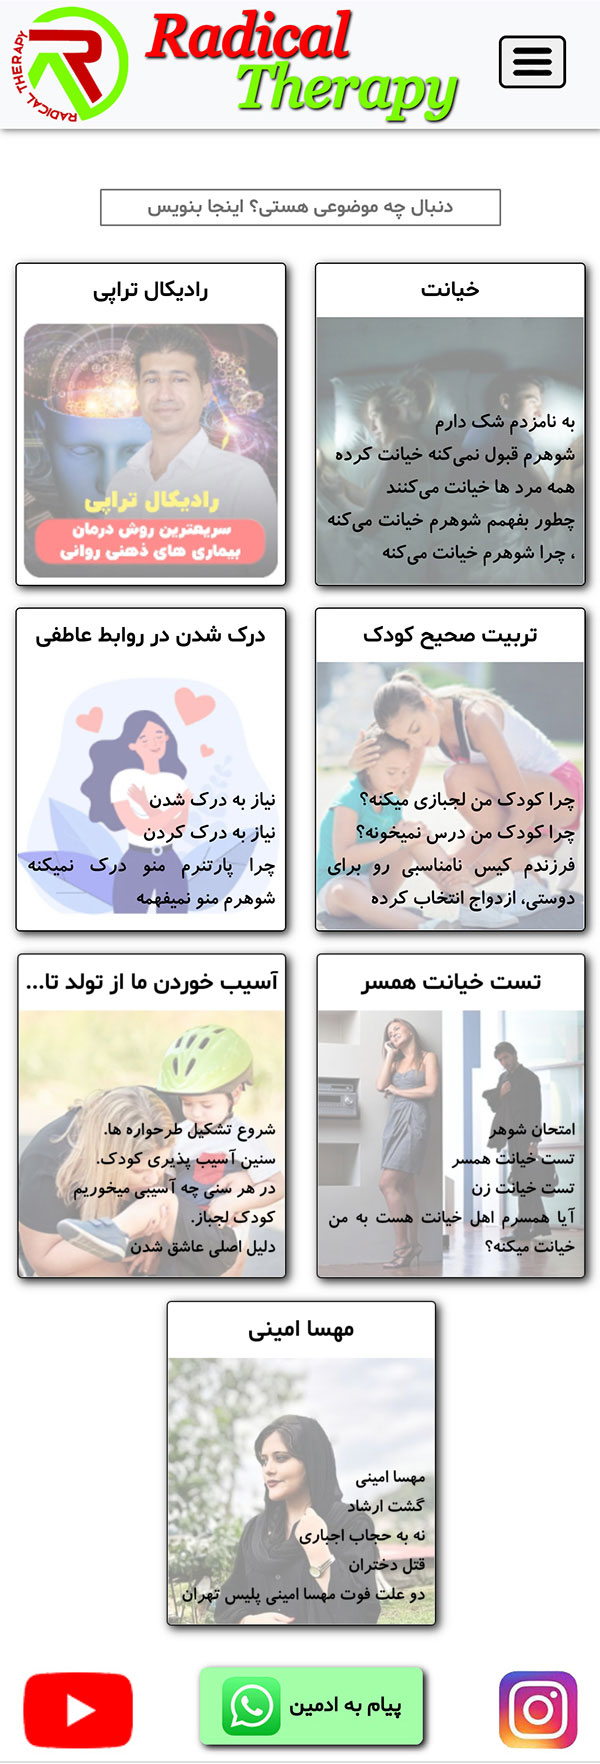 RADICAL THERAPY
Radical
Therapy
دنبال چه موضوعی هستی؟ اینجا بنویس
خیانت
به نامزدم شک دارم
شوهرم قبول نمی‌کنه خیانت کرده
همه مرد ها خیانت می‌کنند
چطور بفهمم شوهرم خیانت می‌کنه
، چرا شوهرم خیانت می‌کنه
رادیکال تراپی
رادیکال تراپی
سریعترین روش درمان
بیماری های ذهنی روانی
تربیت صحیح کودک
چرا کودک من لجبازی میکنه؟
چرا کودک من درس نمیخونه؟
فرزندم کیس نامناسبی رو برای
دوستی، ازدواج انتخاب کرده
درک شدن در روابط عاطفی
نیاز به درک شدن
نیاز به درک کردن
چرا پارتنرم منو درک نمیکنه
شوهرم منو نمیفهمه
تست خیانت همسر
امتحان شوهر
تست خیانت همسر
تست خیانت زن
آیا همسرم اهل خیانت هست به من
خیانت میکنه؟
آسیب خوردن ما از تولد تا...
شروع تشکیل طرحواره ها.
سنین آسیب پذیری کودک.
در هر سنی چه آسیبی میخوریم
کودک لجباز.
دلیل اصلی عاشق شدن
مهسا امینی
مهسا امینی
گشت ارشاد
نه به حجاب اجباری
قتل دختران
دو علت فوت مهسا امینی پلیس تهران
پیام به ادمین